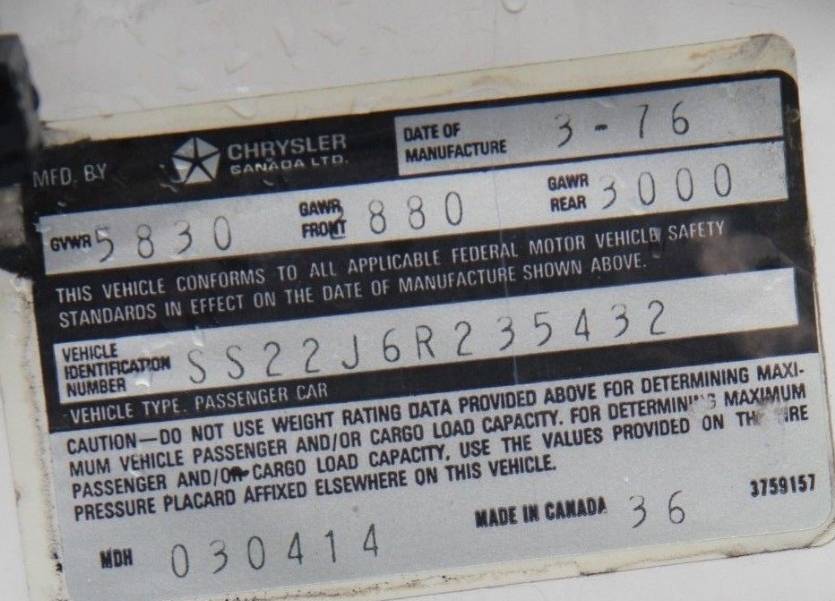 MFD. BY CHRYSLER CANADA LTD. DATE OF MANUFACTURE 3-76
GVWR 5830 GAWR FRONT 2880 GAWR REAR 3000
THIS VEHICLE CONFORMS TO ALL APPLICABLE FEDERAL MOTOR VEHICLE SAFETY
STANDARDS IN EFFECT ON THE DATE OF MANUFACTURE SHOWN ABOVE.
VEHICLE IDENTIFICATION NUMBER SS22J6R235432
VEHICLE TYPE. PASSENGER CAR
CAUTION—DO NOT USE WEIGHT RATING DATA PROVIDED ABOVE FOR DETERMINING MAXI-
MUM VEHICLE PASSENGER AND/OR CARGO LOAD CAPACITY. FOR DETERMINING MAXIMUM
PASSENGER AND/OR CARGO LOAD CAPACITY, USE THE VALUES PROVIDED ON THE TIRE
PRESSURE PLACARD AFFIXED ELSEWHERE ON THIS VEHICLE.
MDH 030414 MADE IN CANADA 36 3759157